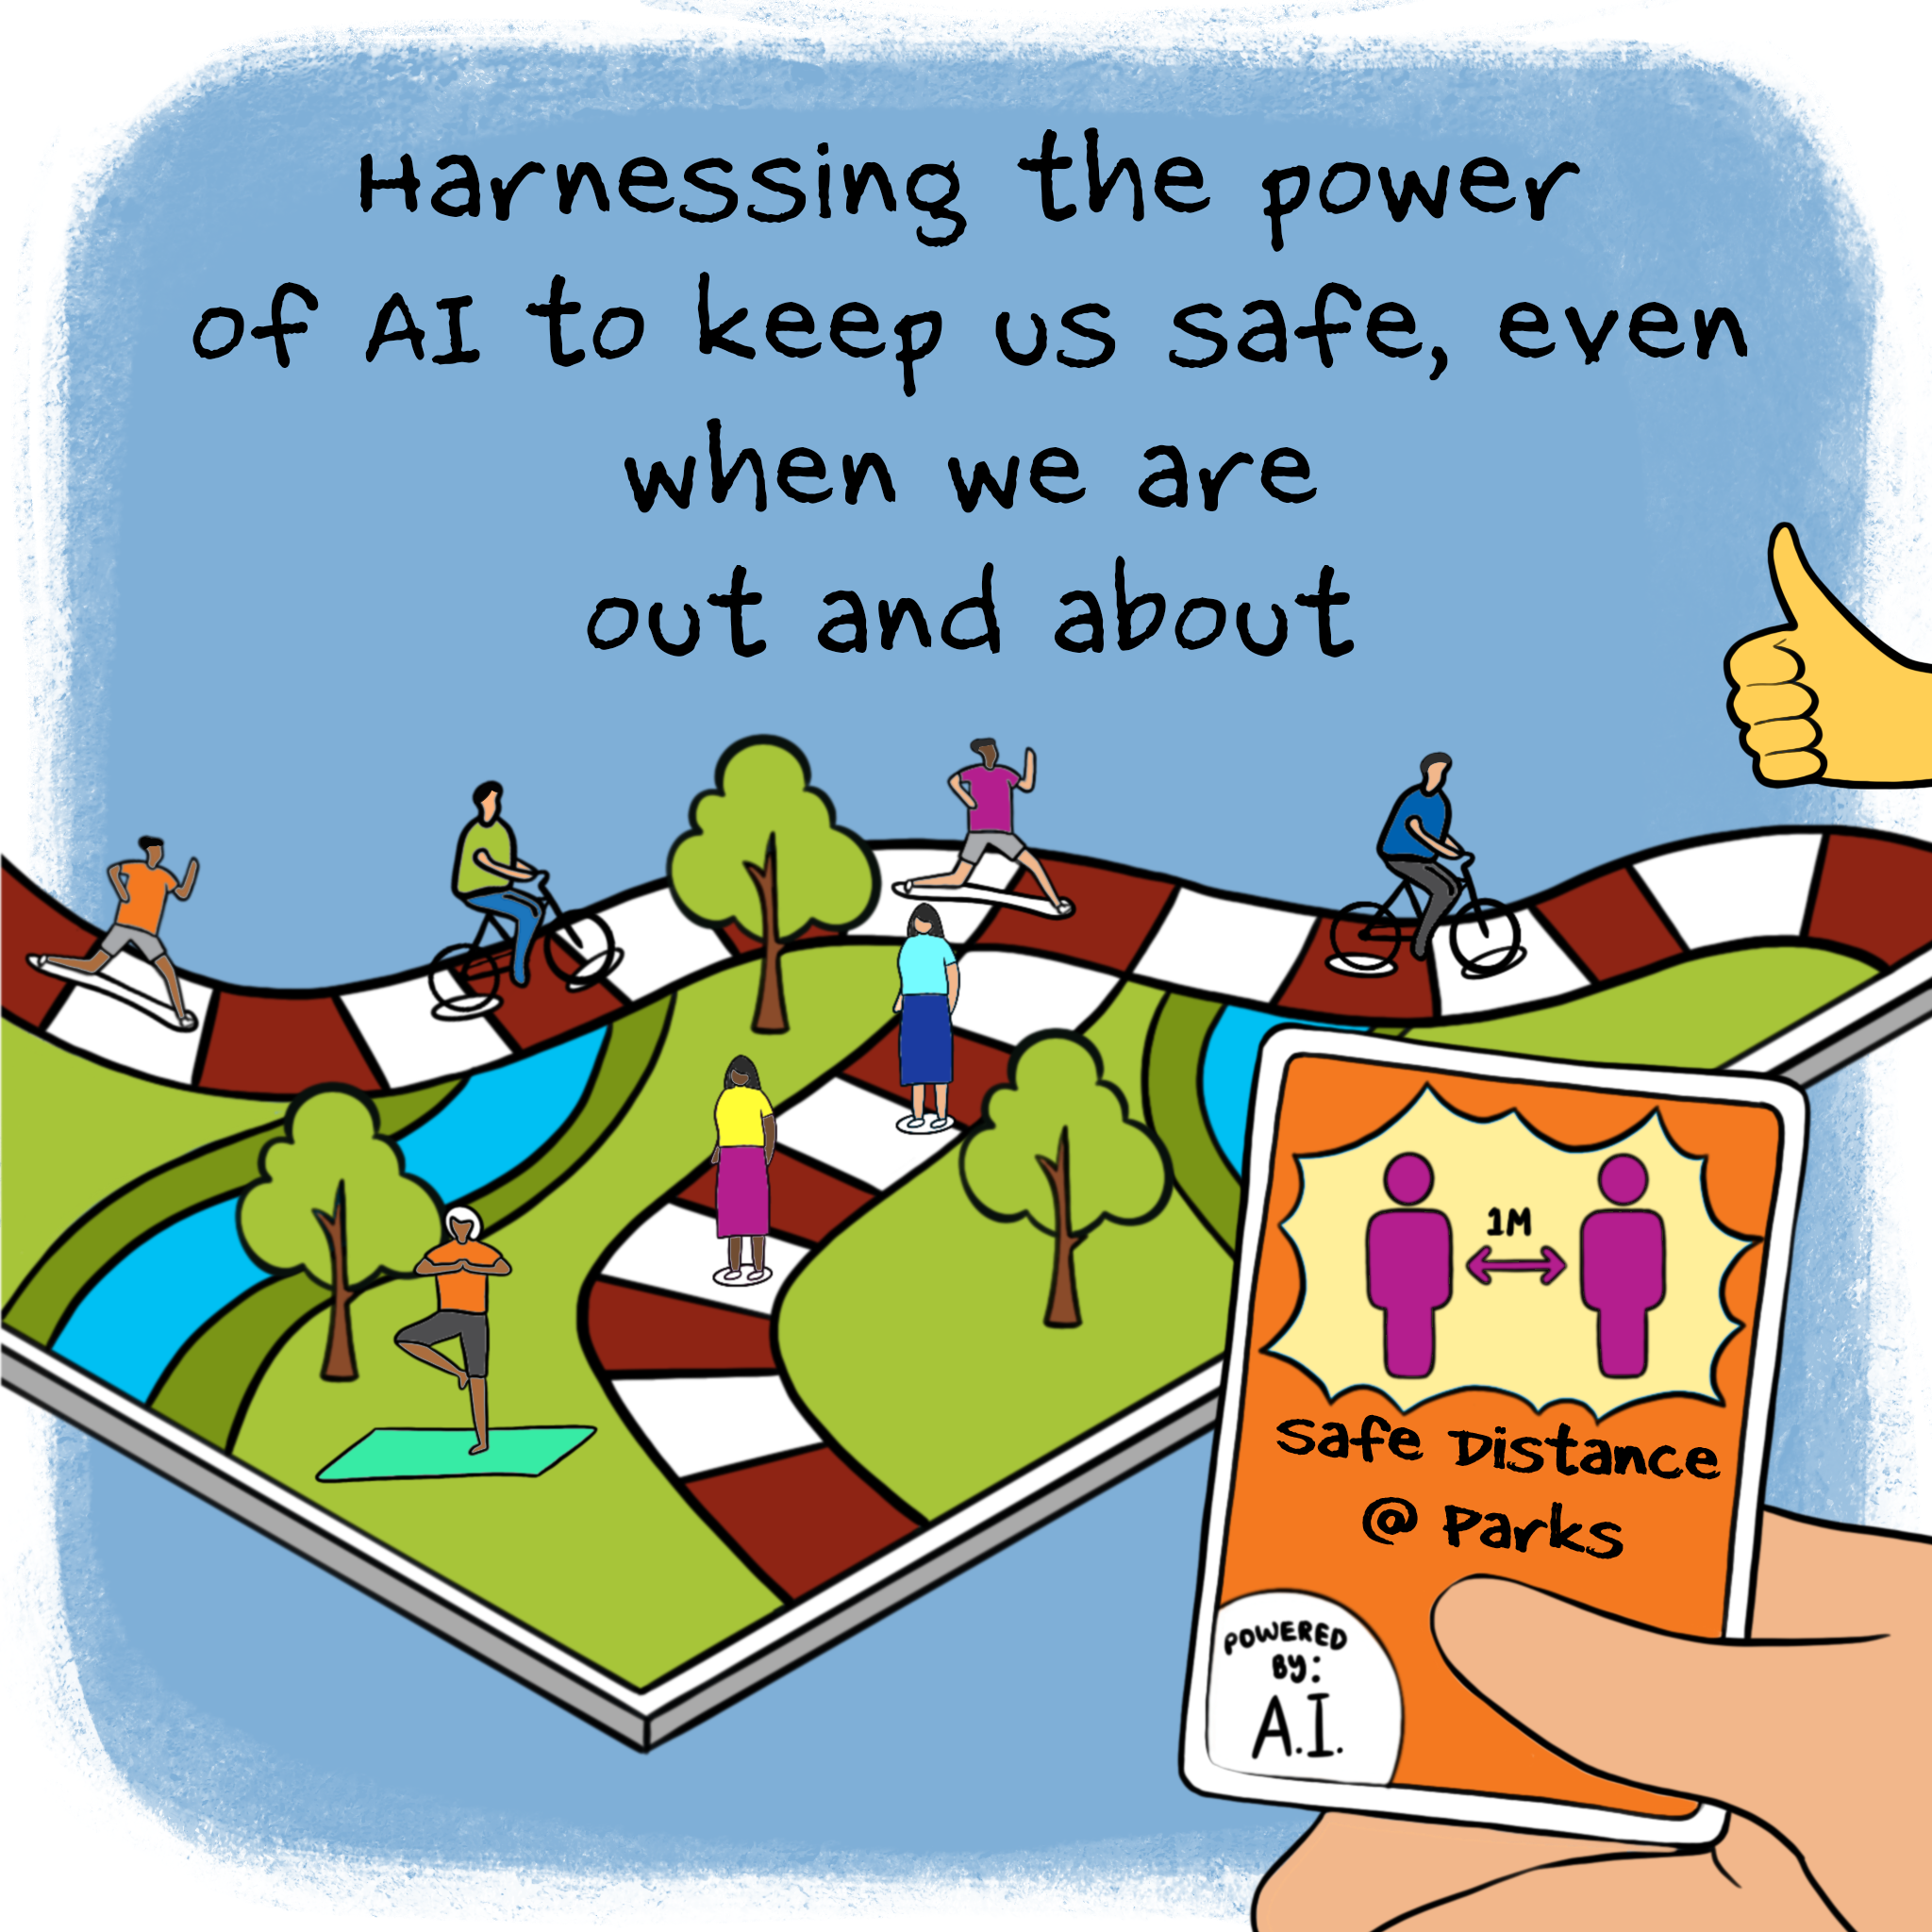 Harnessing the power
of AI to keep us safe, even
when we are
out and about
1M
Safe Distance
@ Parks
POWERED
BY:
A.I.